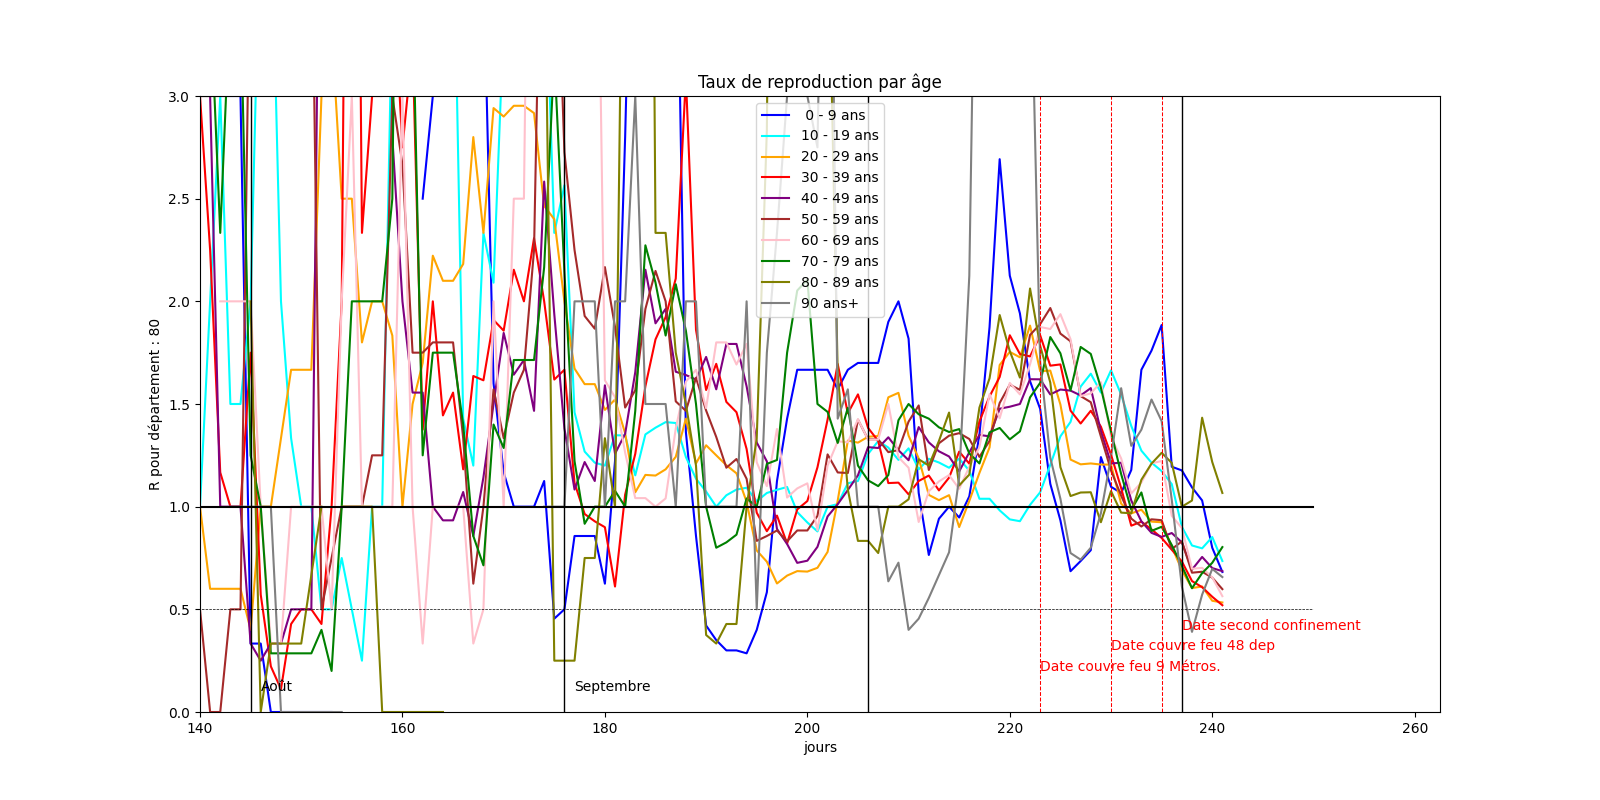 Taux de reproduction par âge
R pour département : 80
3.0
2.5
2.0
1.5
1.0
0.5
0.0
0 - 9 ans
10 - 19 ans
20 - 29 ans
30 - 39 ans
40 - 49 ans
50 - 59 ans
60 - 69 ans
70 - 79 ans
80 - 89 ans
90 ans+
Date second confinement
Date couvre feu 48 dep
Date couvre feu 9 Métros.
Août
Septembre
140
160
180
200
220
240
260
jours